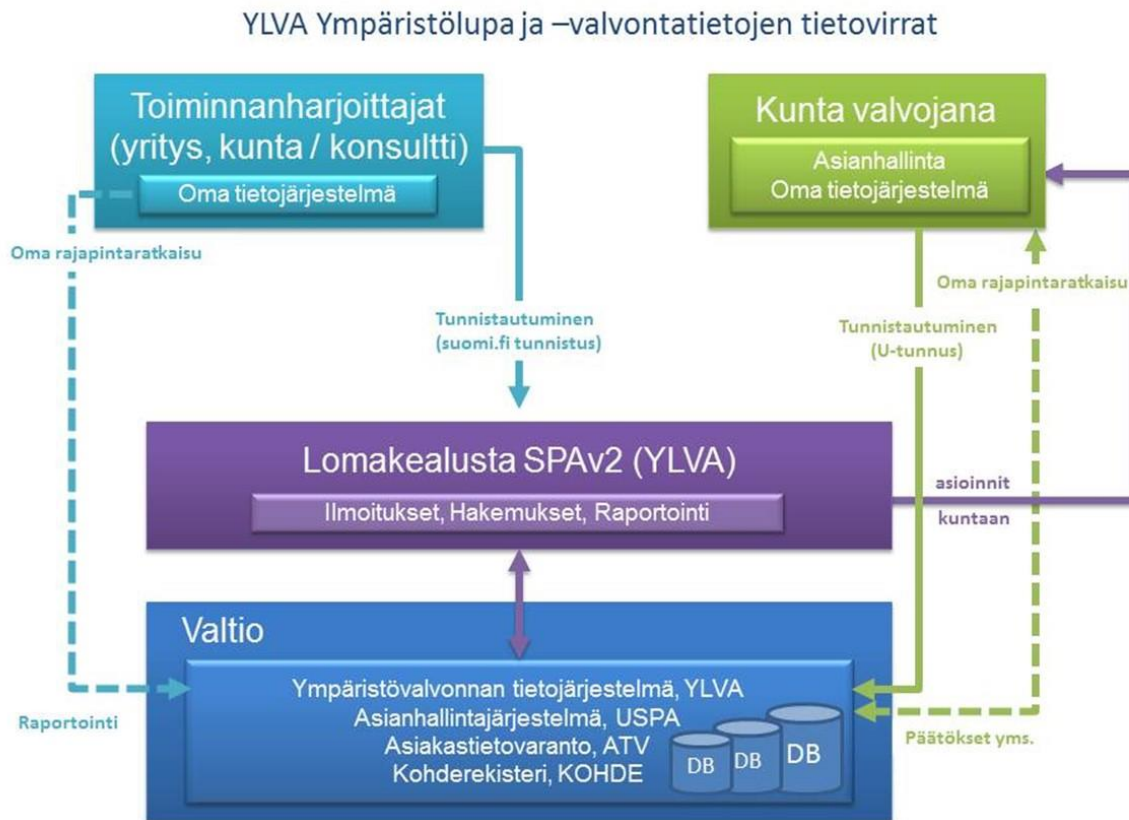 YLVA Ympäristölupa ja –valvontatietojen tietovirrat
Toiminnanharjoittajat
(yritys, kunta / konsultti)
Oma tietojärjestelmä
Kunta valvojana
Asianhallinta
Oma tietojärjestelmä
Oma rajapintaratkaisu
Oma rajapintaratkaisu
Tunnistautuminen
(suomi.fi tunnistus)
Tunnistautuminen
(U-tunnus)
Lomakealusta SPAv2 (YLVA)
Ilmoitukset, Hakemukset, Raportointi
asioinnit
kuntaan
Valtio
Ympäristövalvonnan tietojärjestelmä, YLVA
Asianhallintajärjestelmä, USPA
Asiakastietovaranto, ATV
Kohderekisteri, KOHDE
DB
DB
DB
Raportointi
Päätökset yms.